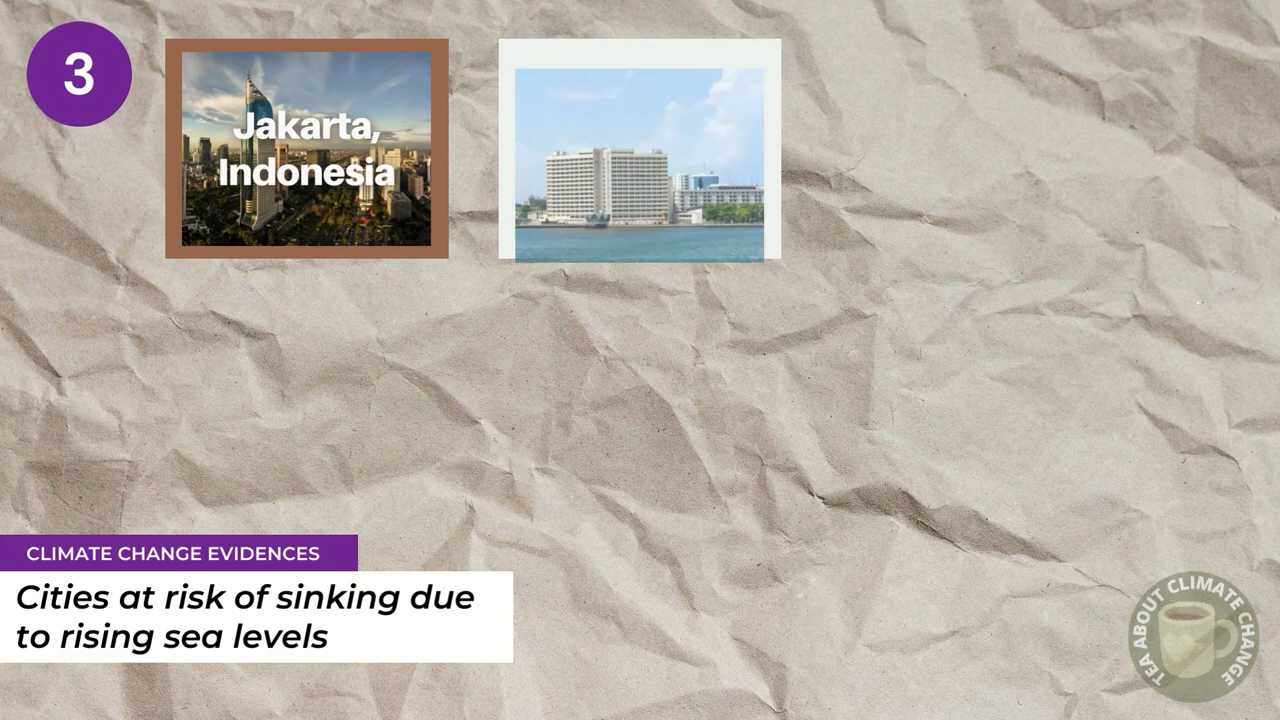 3
Jakarta,
Indonesia
CLIMATE CHANGE EVIDENCES
Cities at risk of sinking due
to rising sea levels
TEA ABOUT CLIMATE CHANGE